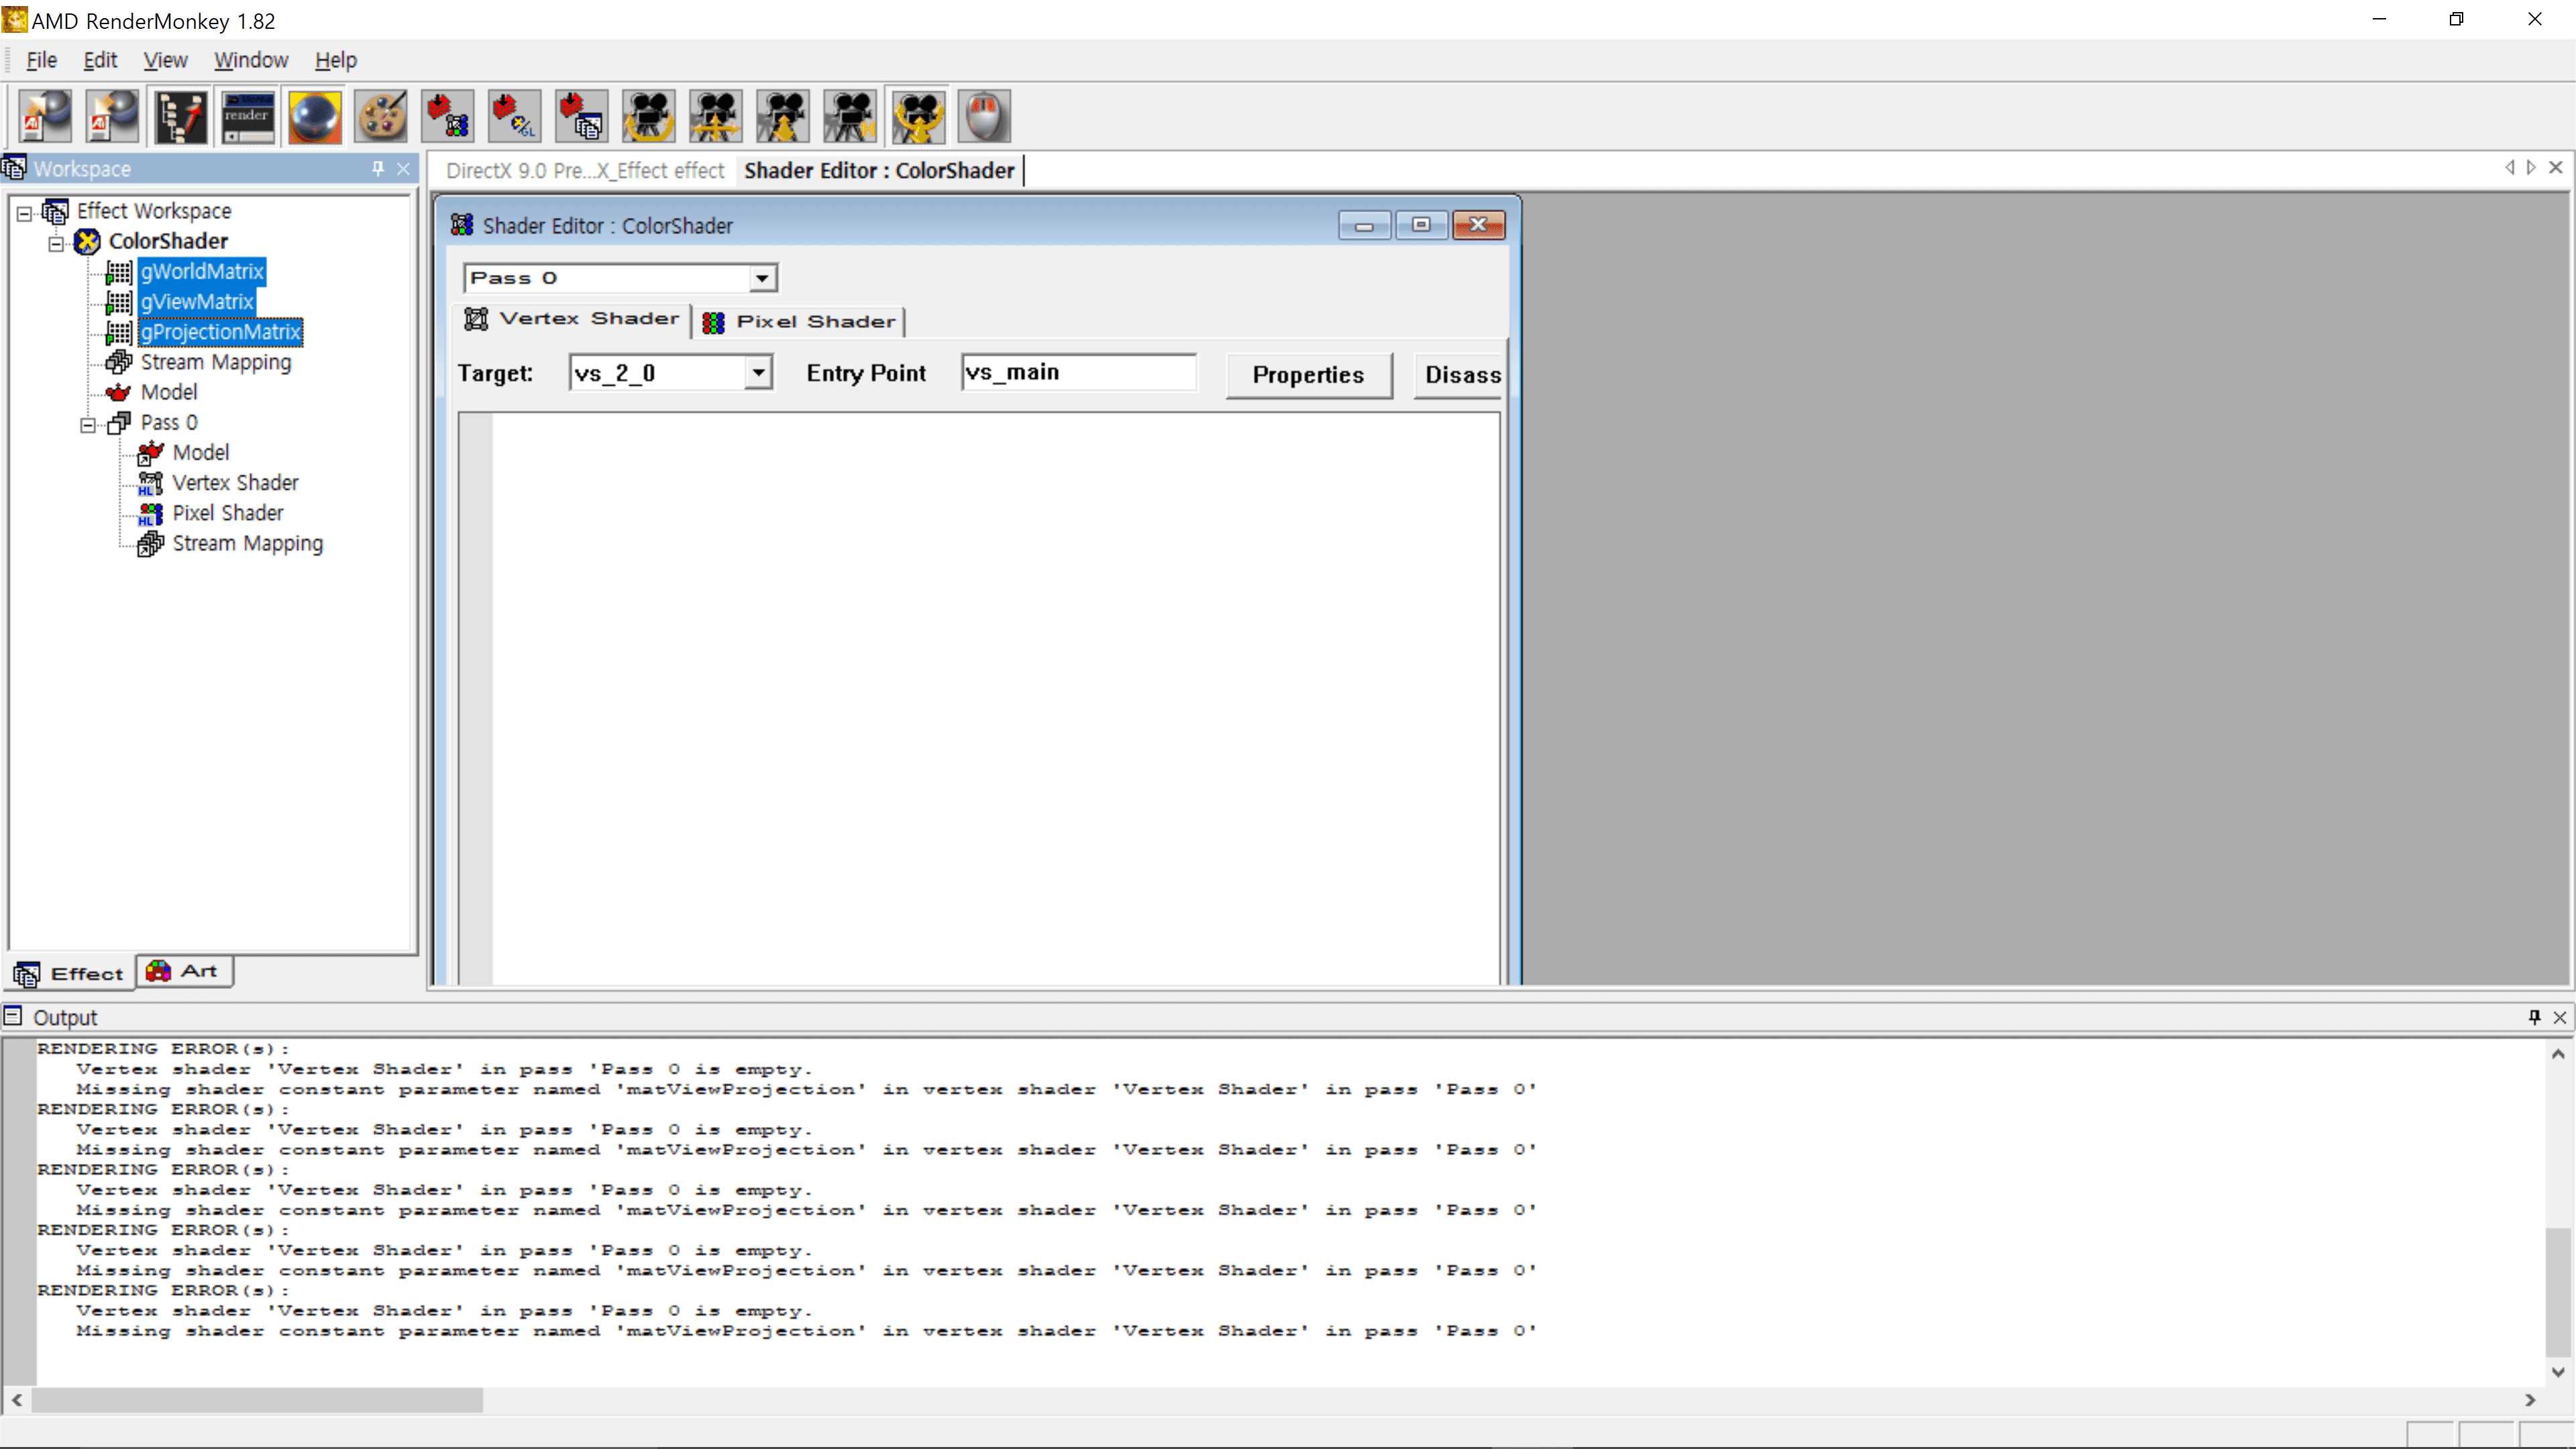 AMD RenderMonkey 1.82
File Edit View Window Help
render
GL
Workspace
DirectX 9.0 Pre...X_Effect effect Shader Editor : ColorShader
Effect Workspace
ColorShader
gWorldMatrix
gViewMatrix
gProjectionMatrix
Stream Mapping
Model
Pass 0
Model
Vertex Shader
Pixel Shader
Stream Mapping
Effect Art
Shader Editor : ColorShader
Pass 0
Vertex Shader Pixel Shader
Target: vs_2_0 Entry Point vs_main Properties Disass
Output
RENDERING ERROR(s):
Vertex shader 'Vertex Shader' in pass 'Pass 0 is empty.
Missing shader constant parameter named 'matViewProjection' in vertex shader 'Vertex Shader' in pass 'Pass 0'
RENDERING ERROR(s):
Vertex shader 'Vertex Shader' in pass 'Pass 0 is empty.
Missing shader constant parameter named 'matViewProjection' in vertex shader 'Vertex Shader' in pass 'Pass 0'
RENDERING ERROR(s):
Vertex shader 'Vertex Shader' in pass 'Pass 0 is empty.
Missing shader constant parameter named 'matViewProjection' in vertex shader 'Vertex Shader' in pass 'Pass 0'
RENDERING ERROR(s):
Vertex shader 'Vertex Shader' in pass 'Pass 0 is empty.
Missing shader constant parameter named 'matViewProjection' in vertex shader 'Vertex Shader' in pass 'Pass 0'
RENDERING ERROR(s):
Vertex shader 'Vertex Shader' in pass 'Pass 0 is empty.
Missing shader constant parameter named 'matViewProjection' in vertex shader 'Vertex Shader' in pass 'Pass 0'